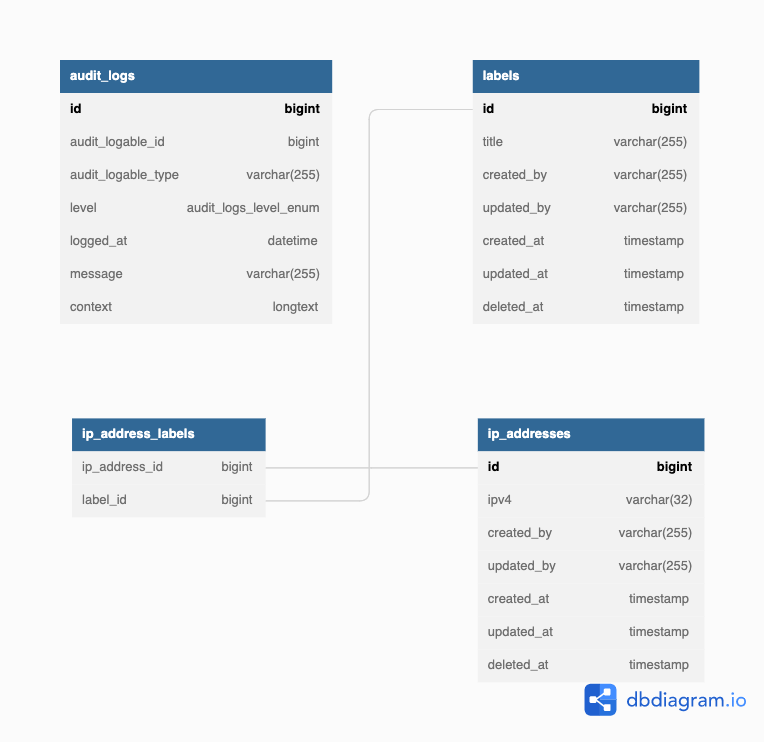 audit_logs
id bigint
audit_logable_id bigint
audit_logable_type varchar(255)
level audit_logs_level_enum
logged_at datetime
message varchar(255)
context longtext
labels
id bigint
title varchar(255)
created_by varchar(255)
updated_by varchar(255)
created_at timestamp
updated_at timestamp
deleted_at timestamp
ip_address_labels
ip_address_id bigint
label_id bigint
ip_addresses
id bigint
ipv4 varchar(32)
created_by varchar(255)
updated_by varchar(255)
created_at timestamp
updated_at timestamp
deleted_at timestamp
dbdiagram.io